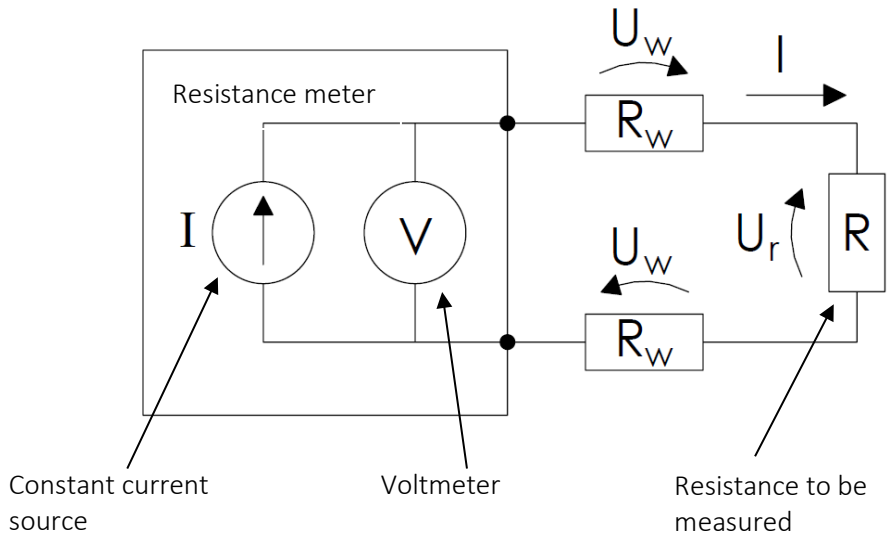 U_w
I
Resistance meter
R_w
I
V
U_w
U_r
R
R_w
Constant current
source
Voltmeter
Resistance to be
measured